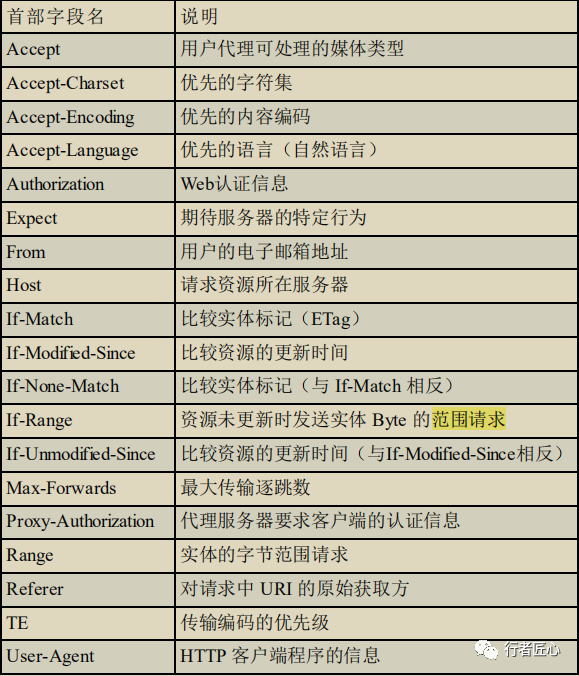 首部字段名 说明
Accept 用户代理可处理的媒体类型
Accept-Charset 优先的字符集
Accept-Encoding 优先的内容编码
Accept-Language 优先的语言（自然语言）
Authorization Web认证信息
Expect 期待服务器的特定行为
From 用户的电子邮箱地址
Host 请求资源所在服务器
If-Match 比较实体标记（ETag）
If-Modified-Since 比较资源的更新时间
If-None-Match 比较实体标记（与 If-Match 相反）
If-Range 资源未更新时发送实体 Byte 的范围请求
If-Unmodified-Since 比较资源的更新时间（与If-Modified-Since相反）
Max-Forwards 最大传输逐跳数
Proxy-Authorization 代理服务器要求客户端的认证信息
Range 实体的字节范围请求
Referer 对请求中 URI 的原始获取方
TE 传输编码的优先级
User-Agent HTTP 客户端程序的信息
行者匠心